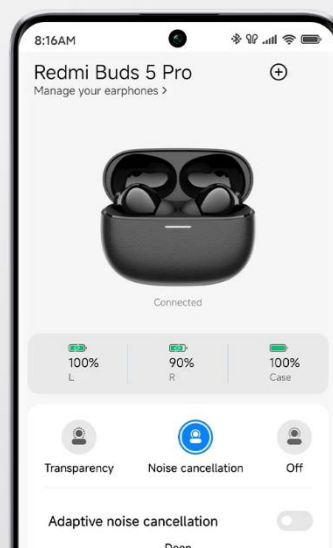 8:16AM
Redmi Buds 5 Pro
Manage your earphones >
Connected
100% 90% 100%
L R Case
Transparency Noise cancellation Off
Adaptive noise cancellation
Deep